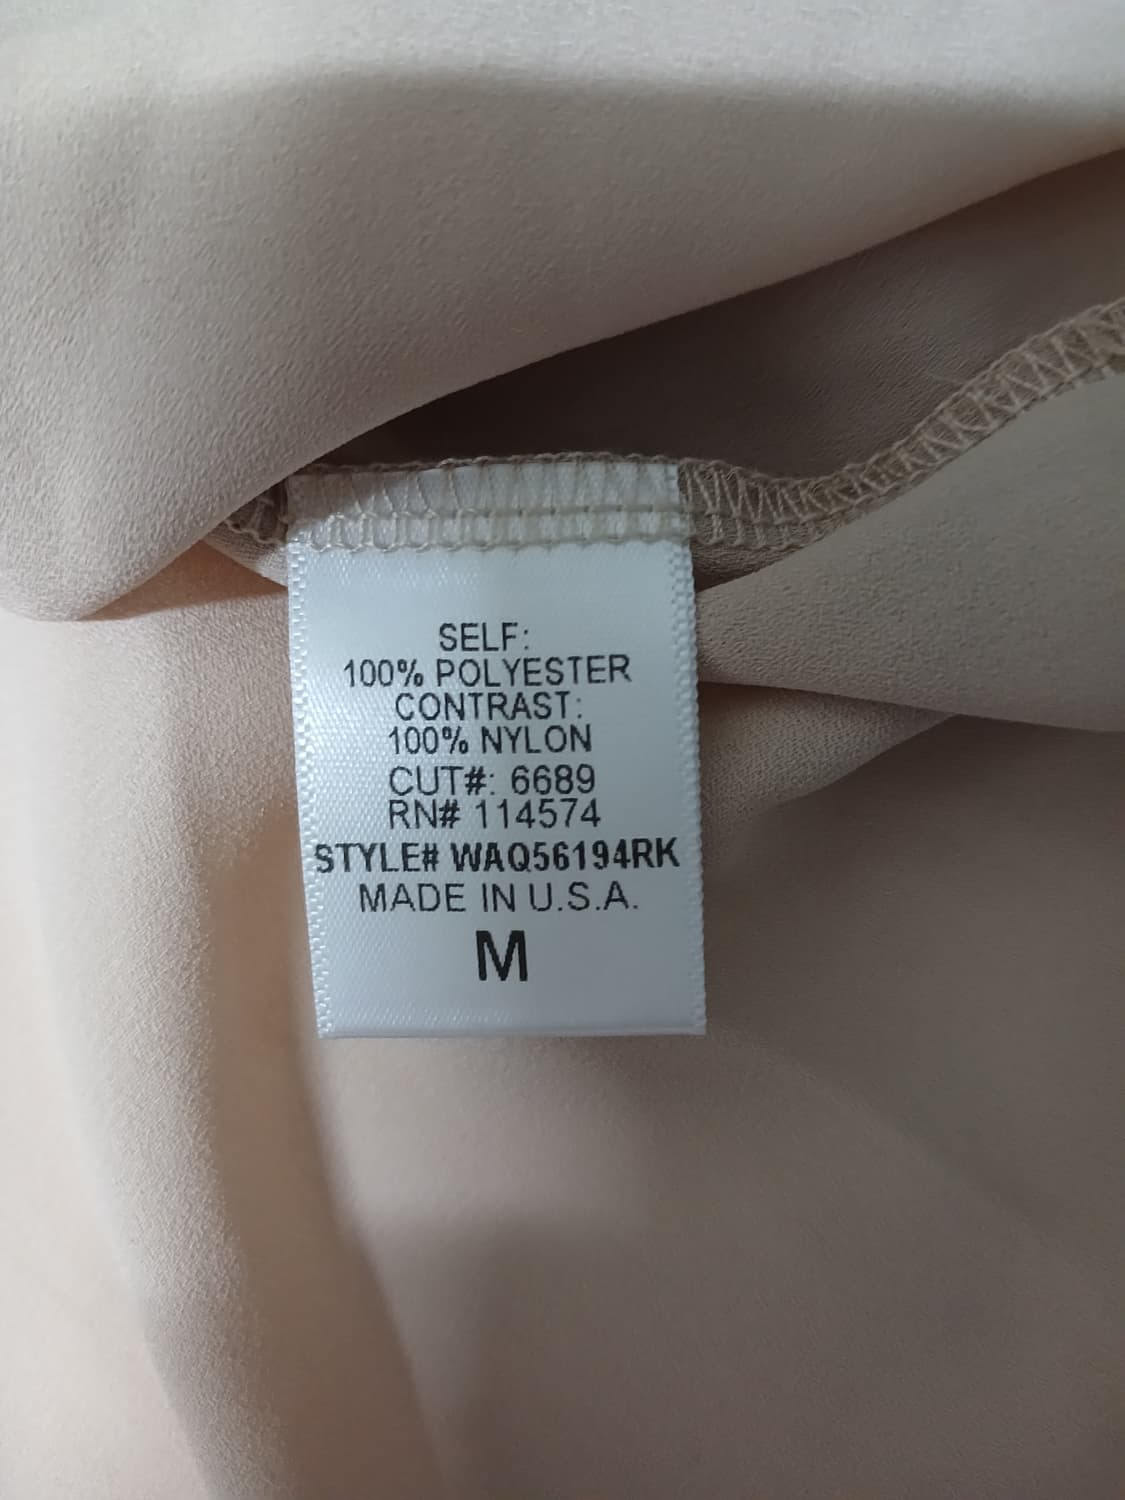 SELF:
100% POLYESTER
CONTRAST:
100% NYLON
CUT#: 6689
RN# 114574
STYLE# WAQ56194RK
MADE IN U.S.A.
M